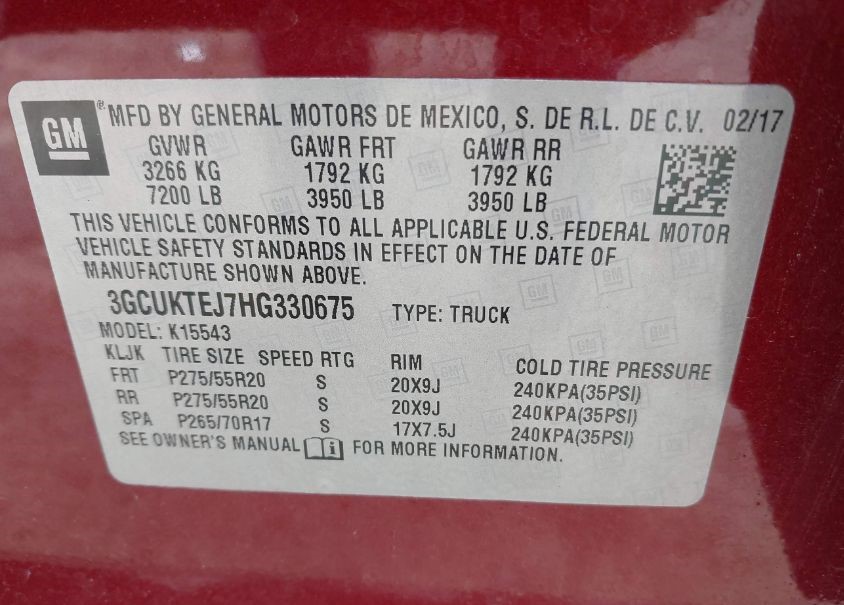 GM ® MFD BY GENERAL MOTORS DE MEXICO, S. DE R.L. DE C.V. 02/17
GVWR GAWR FRT GAWR RR
3266 KG 1792 KG 1792 KG
7200 LB 3950 LB 3950 LB
THIS VEHICLE CONFORMS TO ALL APPLICABLE U.S. FEDERAL MOTOR
VEHICLE SAFETY STANDARDS IN EFFECT ON THE DATE OF
MANUFACTURE SHOWN ABOVE.
3GCUKTEJ7HG330675 TYPE: TRUCK
MODEL: K15543
KLJK TIRE SIZE SPEED RTG RIM COLD TIRE PRESSURE
FRT P275/55R20 S 20X9J 240KPA(35PSI)
RR P275/55R20 S 20X9J 240KPA(35PSI)
SPA P265/70R17 S 17X7.5J 240KPA(35PSI)
SEE OWNER'S MANUAL i FOR MORE INFORMATION.